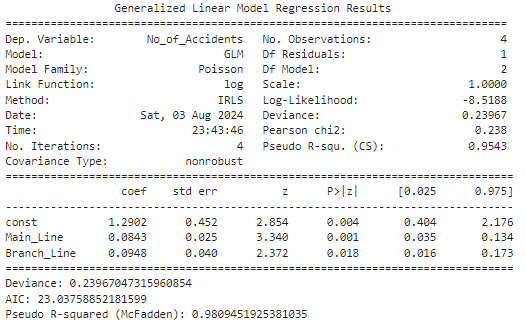 Generalized Linear Model Regression Results
==============================================================================
Dep. Variable: No_of_Accidents No. Observations: 4
Model: GLM Df Residuals: 1
Model Family: Poisson Df Model: 2
Link Function: log Scale: 1.0000
Method: IRLS Log-Likelihood: -8.5188
Date: Sat, 03 Aug 2024 Deviance: 0.23967
Time: 23:43:46 Pearson chi2: 0.238
No. Iterations: 4 Pseudo R-squ. (CS): 0.9543
Covariance Type: nonrobust
==============================================================================
coef std err z P>|z| [0.025 0.975]
------------------------------------------------------------------------------
const 1.2902 0.452 2.854 0.004 0.404 2.176
Main_Line 0.0843 0.025 3.340 0.001 0.035 0.134
Branch_Line 0.0948 0.040 2.372 0.018 0.016 0.173
==============================================================================
Deviance: 0.23967047315960854
AIC: 23.03758852181599
Pseudo R-squared (McFadden): 0.9809451925381035